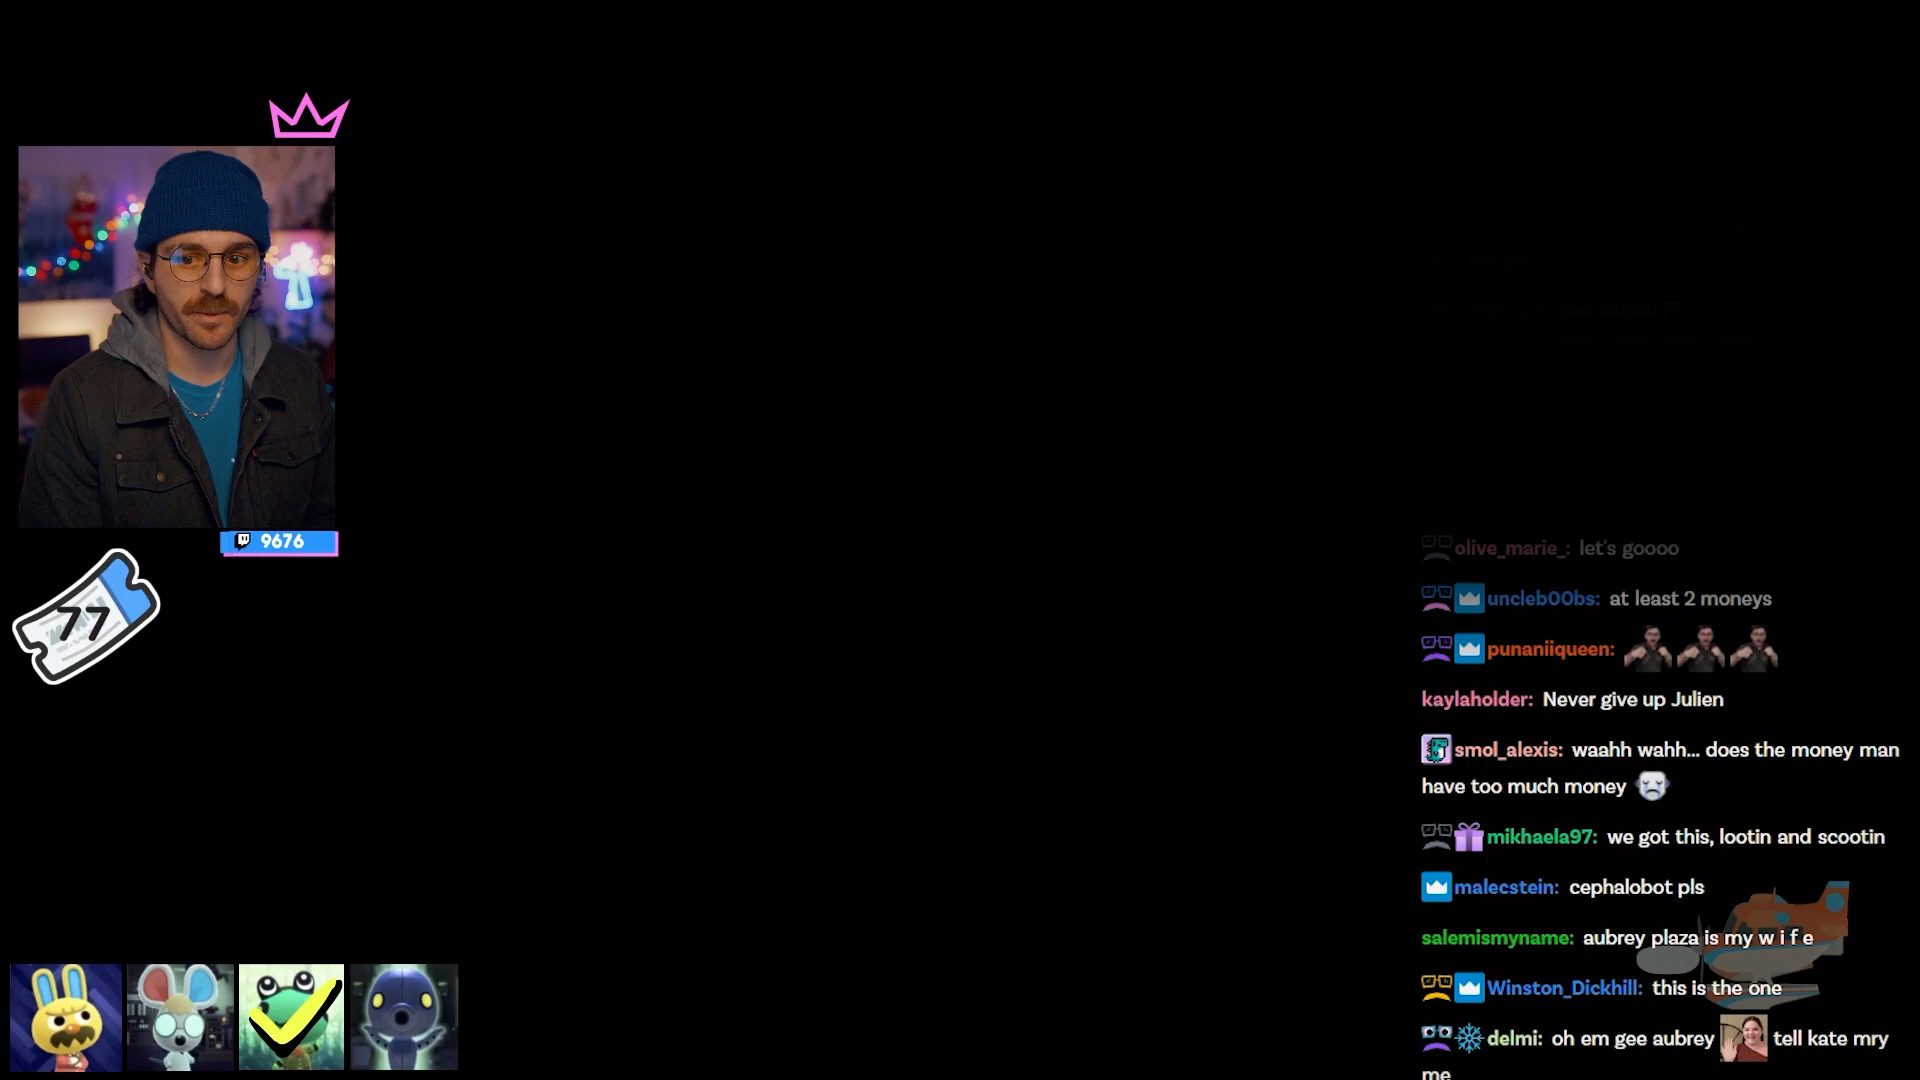 9676
77
olive_marie_: let's goooo
uncleb00bs: at least 2 moneys
punaniiqueen:
kaylaholder: Never give up Julien
smol_alexis: waahh wahh... does the money man
have too much money
mikhaela97: we got this, lootin and scootin
malecstein: cephalobot pls
salemismyname: aubrey plaza is my w i f e
Winston_Dickhill: this is the one
delmi: oh em gee aubrey tell kate mry
me